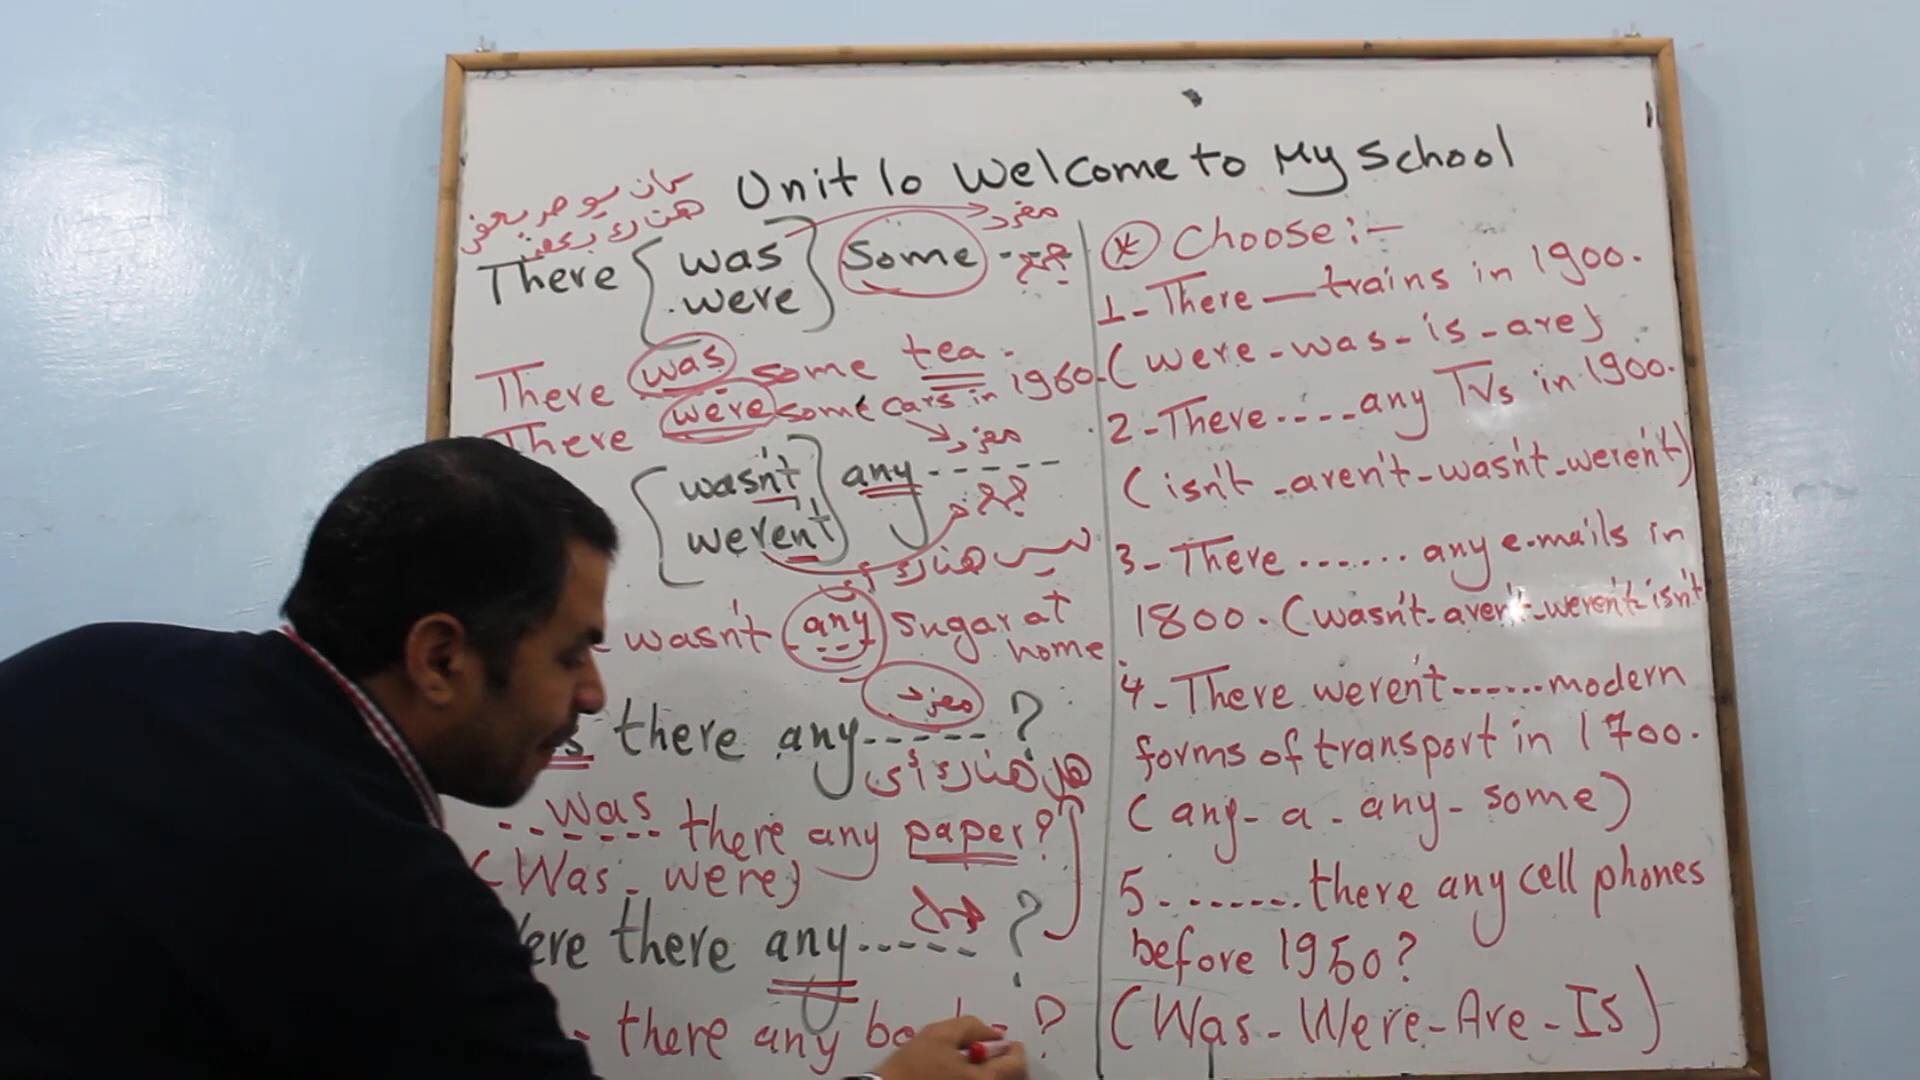 Unit 10 Welcome to My School
كان يوجد بعض
هناك بعض
مفرد
There { was were } Some ---
جمع
There was some tea.
There were some cars in 1960.
مفرد
{ wasn't weren't } any -----
جمع
ليس هناك أى
wasn't any sugar at home
مفرد
there any ----- ?
هل هناك أى
was
------ there any paper?
(Was - were)
جمع
ere there any ----- ?
- there any ?
* Choose:-
1- There — trains in 1900.
(were - was - is - are)
2- There .... any TVs in 1900.
(isn't - aren't - wasn't - weren't)
3- There ....... any e.mails in
1800. (wasn't - aren't - weren't - isn't
4- There weren't ....... modern
forms of transport in 1700.
(any - a - any - some)
5 ........ there any cell phones
before 1950?
(Was - Were - Are - Is)